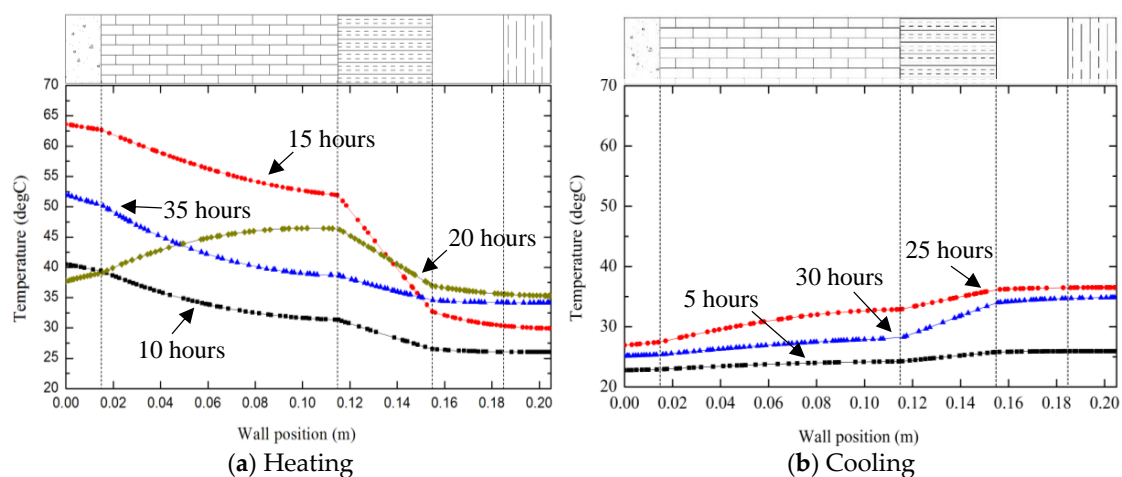 70
65
60
55
50
45
40
35
30
25
20
Temperature (degC)
15 hours
35 hours
20 hours
10 hours
0.00 0.02 0.04 0.06 0.08 0.10 0.12 0.14 0.16 0.18 0.20
Wall position (m)
(a) Heating
70
60
50
40
30
20
Temperature (degC)
25 hours
30 hours
5 hours
0.00 0.02 0.04 0.06 0.08 0.10 0.12 0.14 0.16 0.18 0.20
Wall position (m)
(b) Cooling